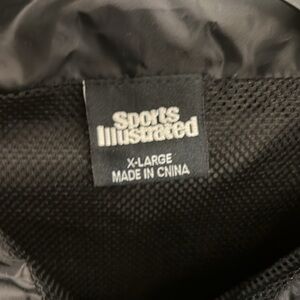 Sports
Illustrated
X-LARGE
MADE IN CHINA